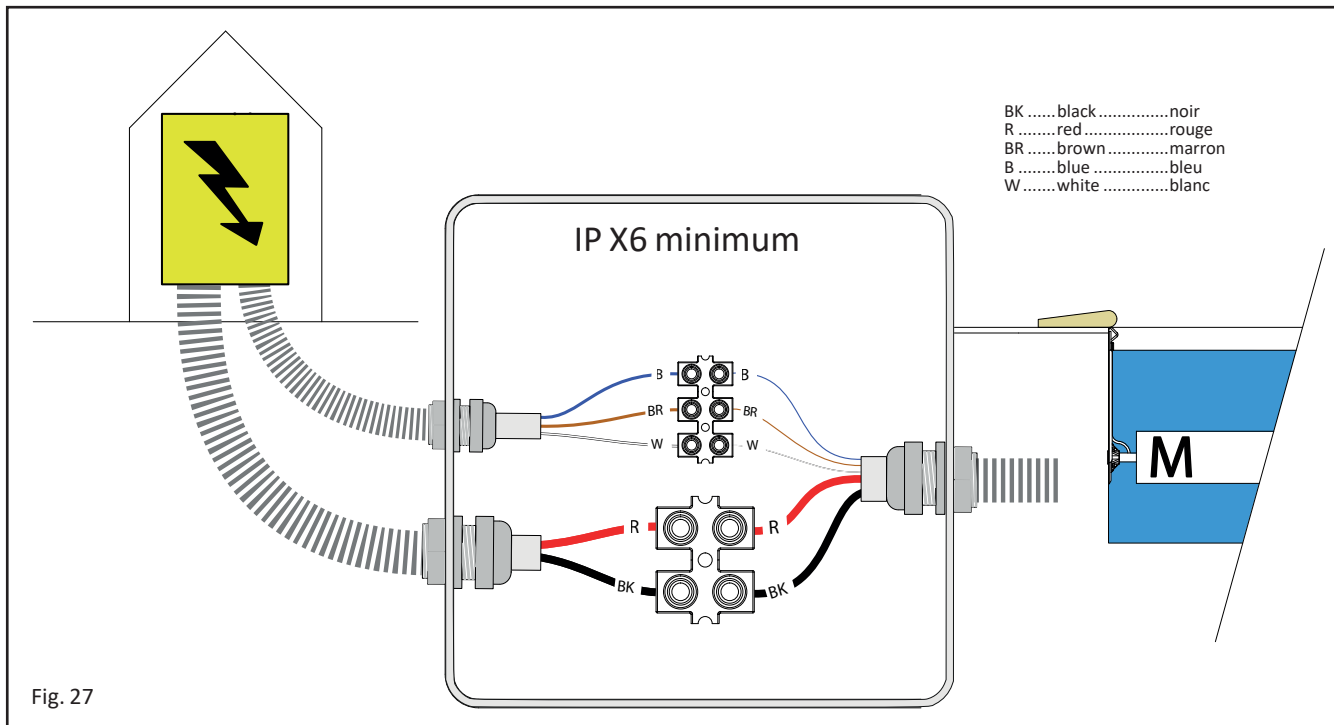 BK ......black ...............noir
R ........red ..................rouge
BR ......brown .............marron
B ........blue ................bleu
W .......white ..............blanc
IP X6 minimum
B B
BR BR
W W
M
R R
BK BK
Fig. 27